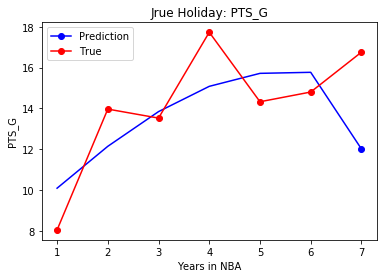 Jrue Holiday: PTS_G
Prediction
True
18
16
14
12
10
8
PTS_G
1 2 3 4 5 6 7
Years in NBA